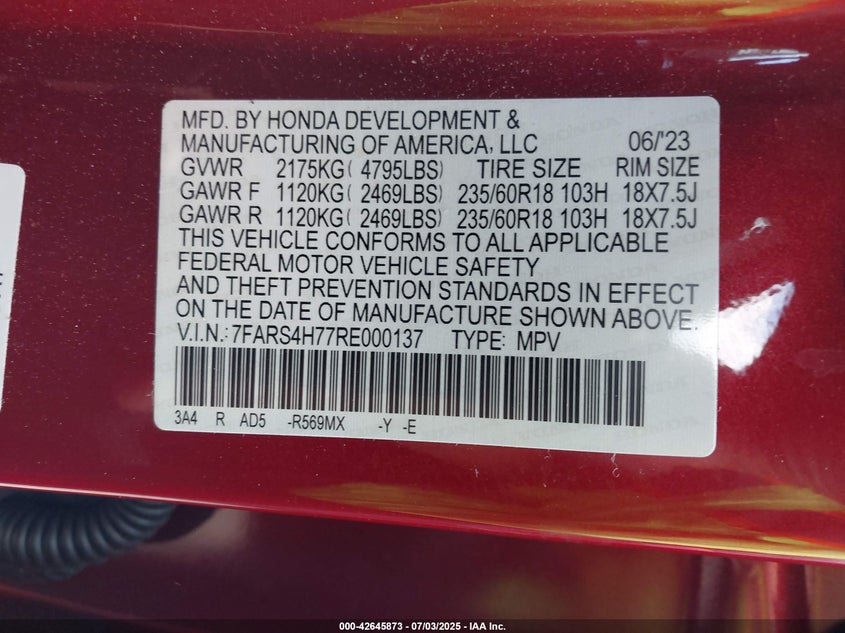 MFD. BY HONDA DEVELOPMENT &
MANUFACTURING OF AMERICA, LLC 06/'23
GVWR 2175KG( 4795LBS) TIRE SIZE RIM SIZE
GAWR F 1120KG( 2469LBS) 235/60R18 103H 18X7.5J
GAWR R 1120KG( 2469LBS) 235/60R18 103H 18X7.5J
THIS VEHICLE CONFORMS TO ALL APPLICABLE
FEDERAL MOTOR VEHICLE SAFETY
AND THEFT PREVENTION STANDARDS IN EFFECT
ON THE DATE OF MANUFACTURE SHOWN ABOVE.
V.I.N.: 7FARS4H77RE000137 TYPE: MPV
3A4 R AD5 -R569MX -Y -E
000-42645873 / 07/03/2025 - IAA Inc.